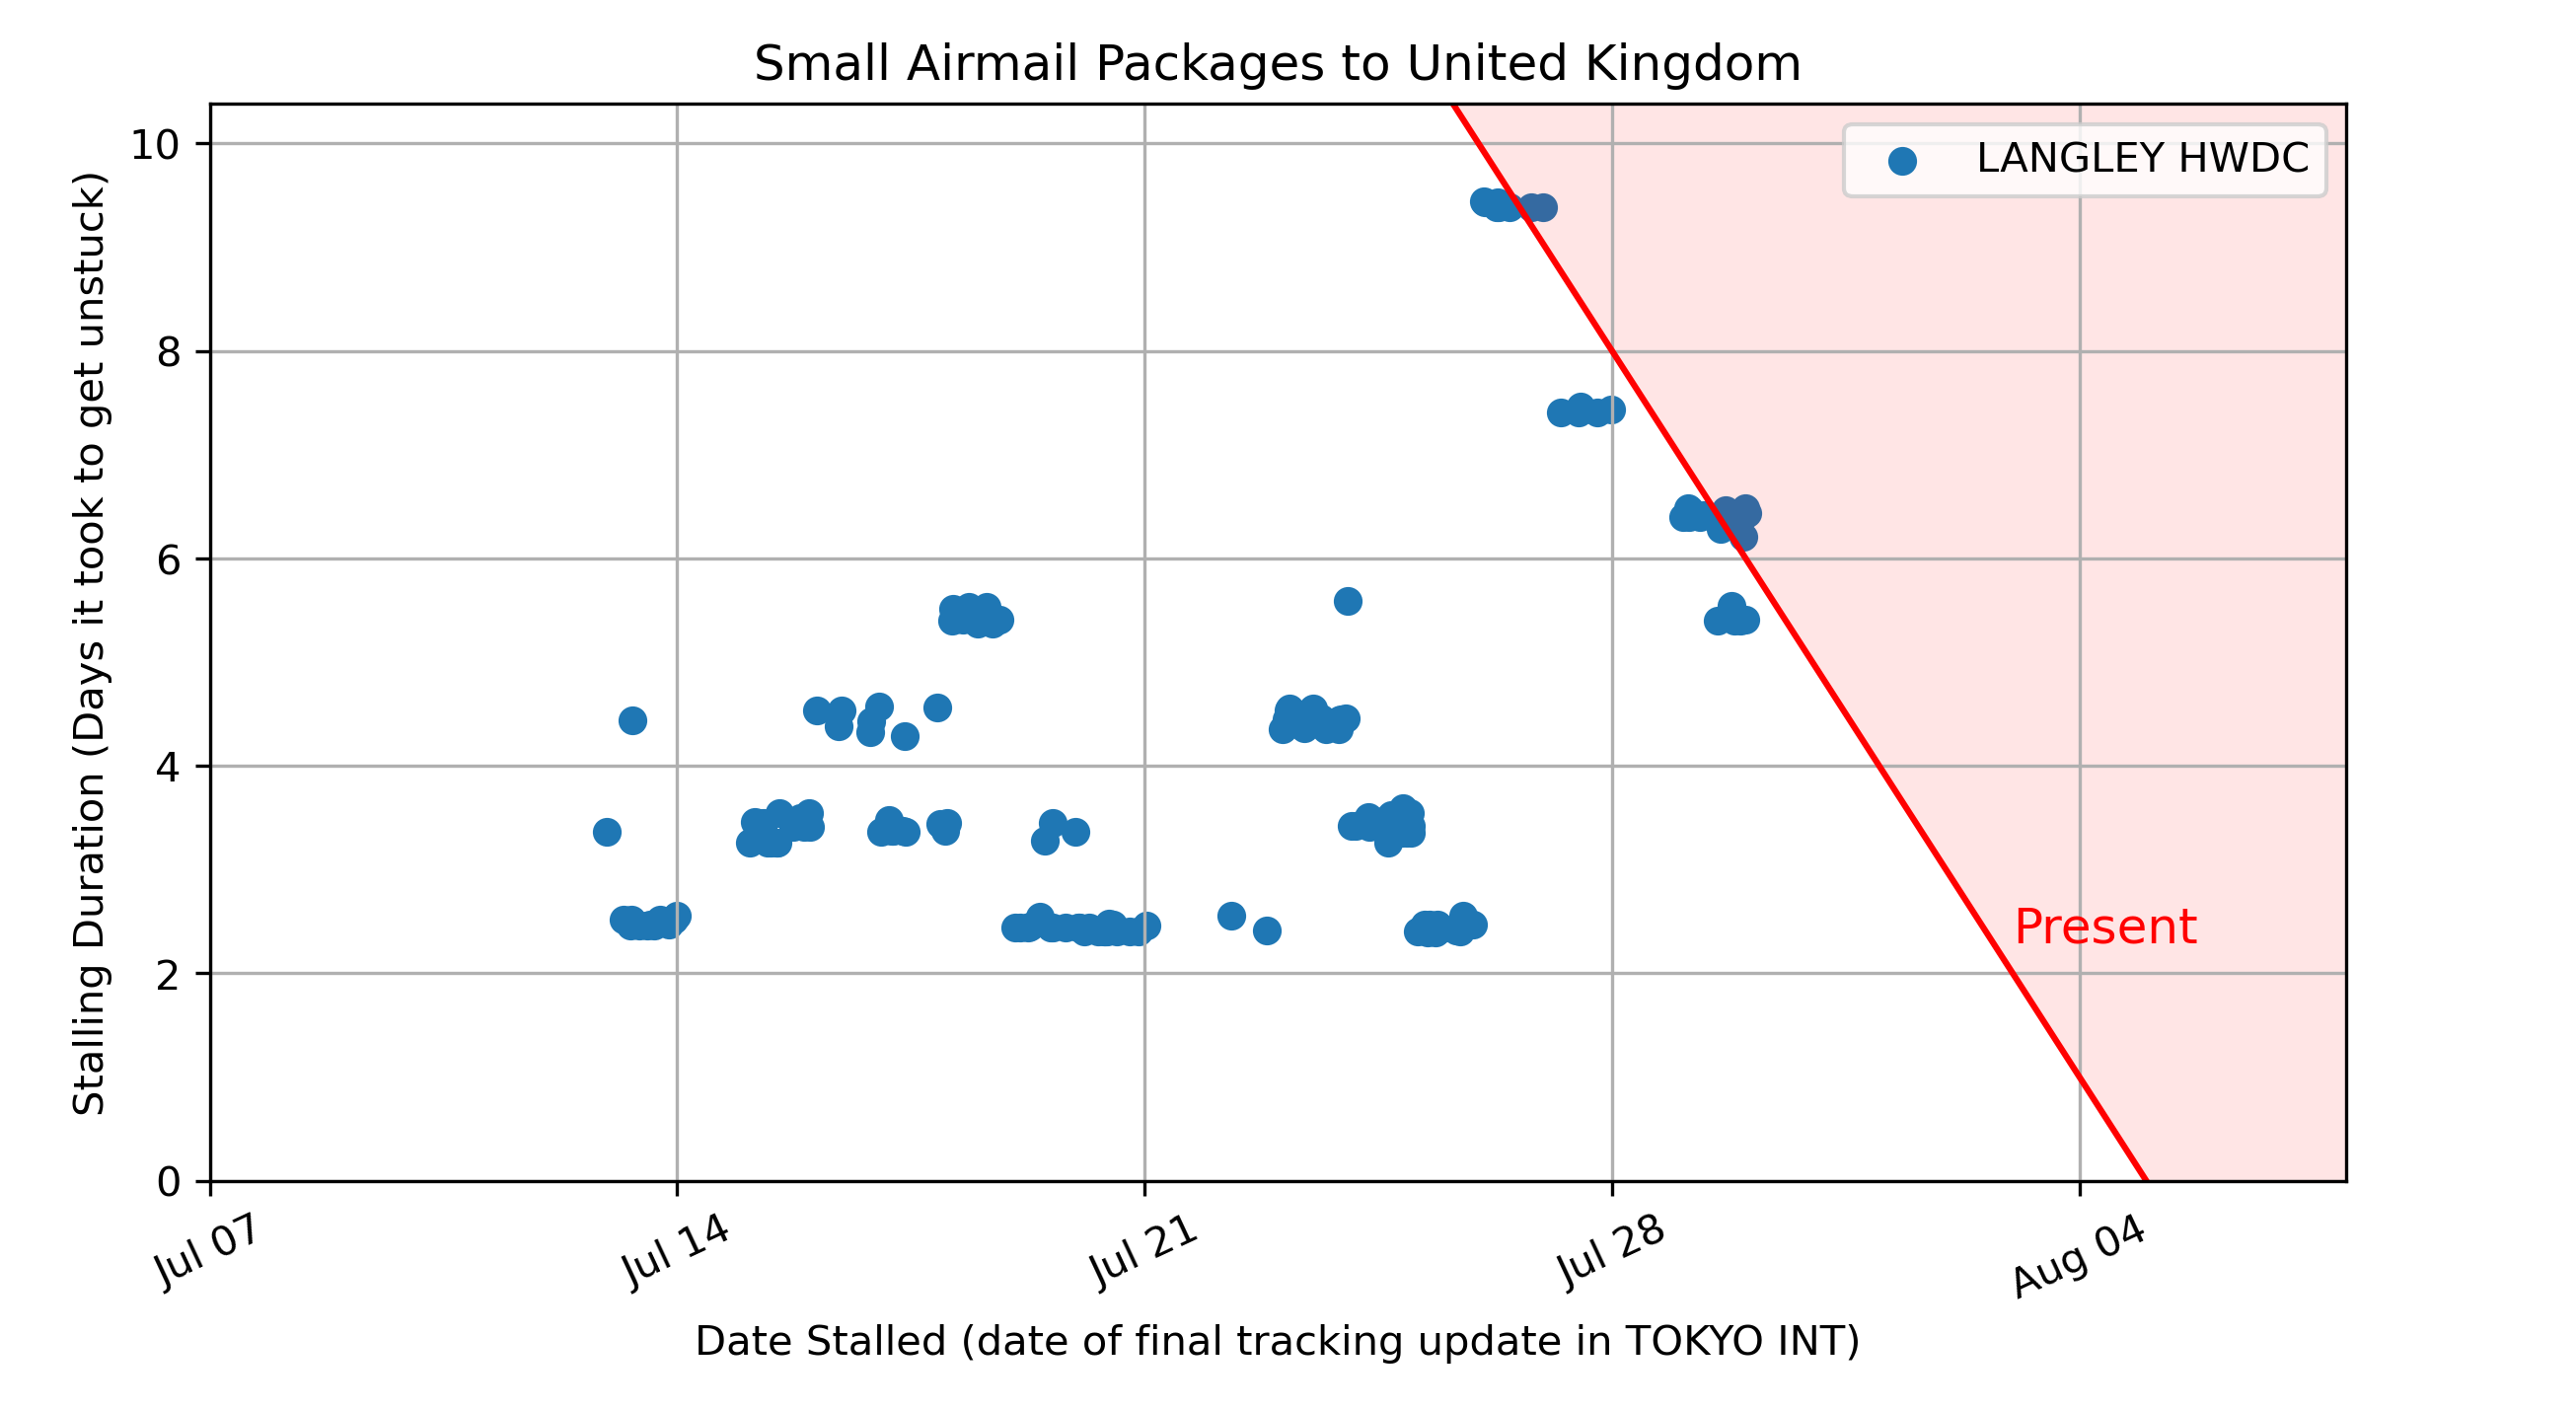 Small Airmail Packages to United Kingdom
LANGLEY HWDC
Stalling Duration (Days it took to get unstuck)
10
8
6
4
2
0
Present
Jul 07
Jul 14
Jul 21
Jul 28
Aug 04
Date Stalled (date of final tracking update in TOKYO INT)